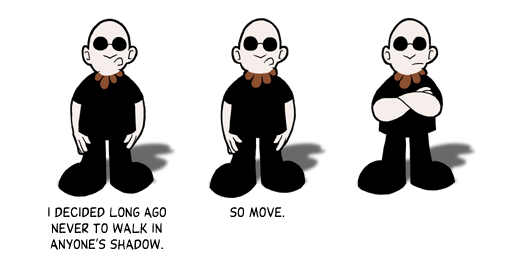 I DECIDED LONG AGO
NEVER TO WALK IN
ANYONE'S SHADOW.
SO MOVE.